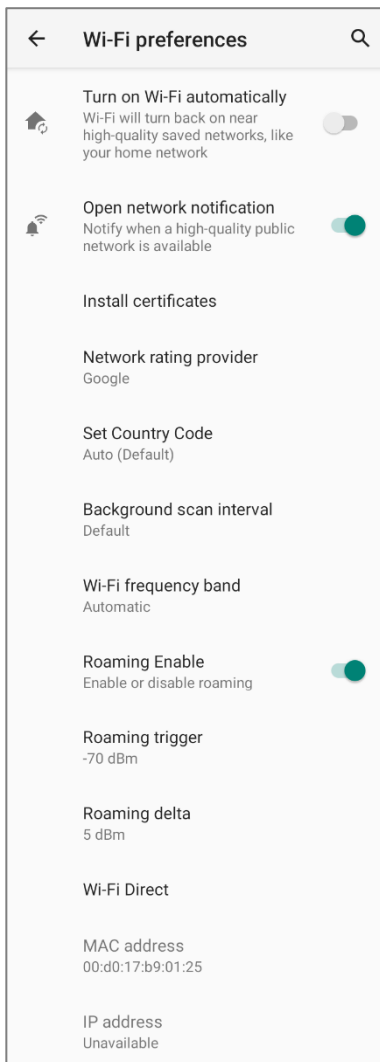 Wi-Fi preferences
Turn on Wi-Fi automatically
Wi-Fi will turn back on near
high-quality saved networks, like
your home network
Open network notification
Notify when a high-quality public
network is available
Install certificates
Network rating provider
Google
Set Country Code
Auto (Default)
Background scan interval
Default
Wi-Fi frequency band
Automatic
Roaming Enable
Enable or disable roaming
Roaming trigger
-70 dBm
Roaming delta
5 dBm
Wi-Fi Direct
MAC address
00:d0:17:b9:01:25
IP address
Unavailable